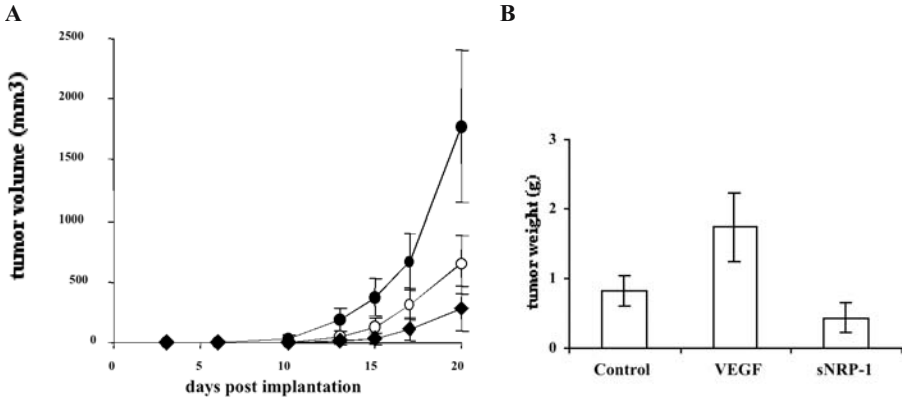 A
B
tumor volume (mm3)
2500
2000
1500
1000
500
0
0 5 10 15 20
days post implantation
tumor weight (g)
3
2
1
0
Control VEGF sNRP-1